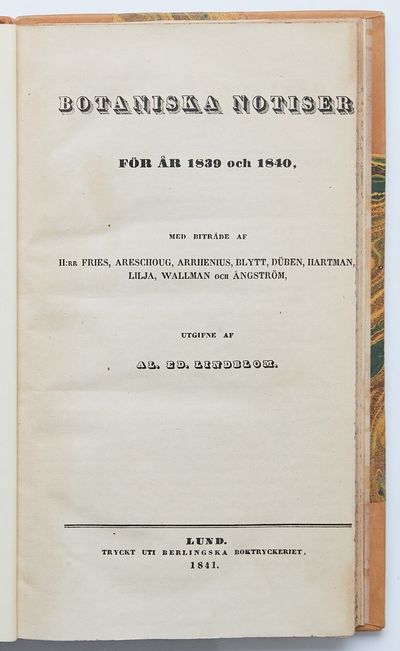 BOTANISKA NOTISER
FÖR ÅR 1839 och 1840,
MED BITRÄDE AF
H:RR FRIES, ARESCHOUG, ARRHENIUS, BLYTT, DÜBEN, HARTMAN,
LILJA, WALLMAN OCH ÅNGSTRÖM,
UTGIFNE AF
AL. ED. LINDBLOM.
LUND.
TRYCKT UTI BERLINGSKA BOKTRYCKERIET,
1841.